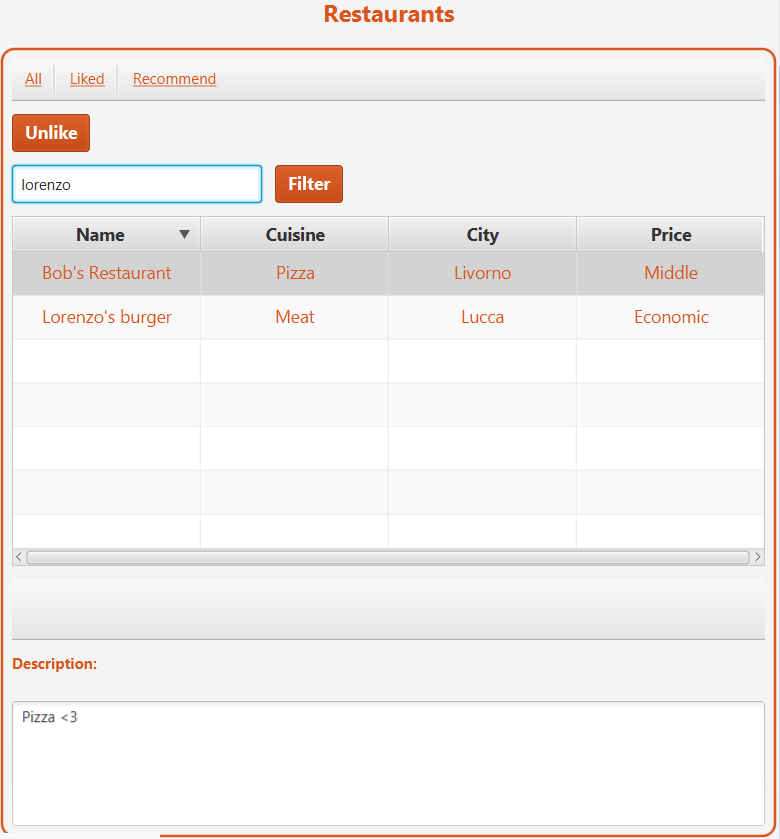 Restaurants
All Liked Recommend
Unlike
lorenzo Filter
Name Cuisine City Price
Bob's Restaurant Pizza Livorno Middle
Lorenzo's burger Meat Lucca Economic
Description:
Pizza <3